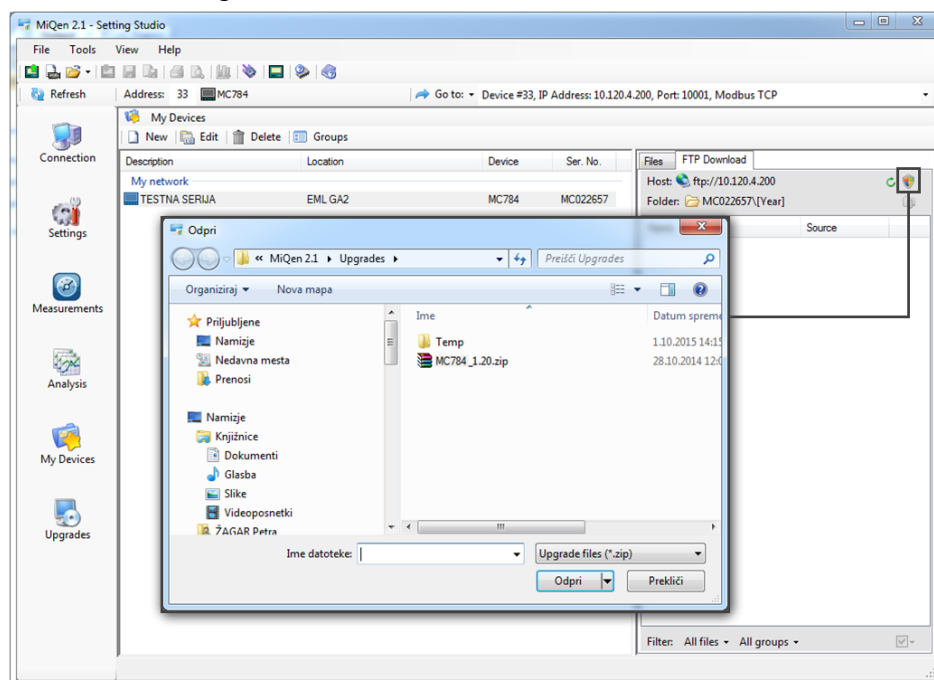 MiQen 2.1 - Setting Studio
File Tools View Help
Refresh Address: 33 MC784 Go to: Device #33, IP Address: 10.120.4.200, Port: 10001, Modbus TCP
Connection
Settings
Measurements
Analysis
My Devices
Upgrades
My Devices
New Edit Delete Groups
Description Location Device Ser. No.
My network
TESTNA SERIJA EML GA2 MC784 MC022657
Files FTP Download
Host: ftp://10.120.4.200
Folder: MC022657\[Year]
Source
Odpri
« MiQen 2.1 Upgrades Preišči Upgrades
Organiziraj Nova mapa
Priljubljene
Namizje
Nedavna mesta
Prenosi
Namizje
Knjižnice
Dokumenti
Glasba
Slike
Videoposnetki
ŽAGAR Petra
Ime Datum spreme
Temp 1.10.2015 14:15
MC784_1.20.zip 28.10.2014 12:0
Ime datoteke: Upgrade files (*.zip)
Odpri Prekliči
Filter: All files All groups